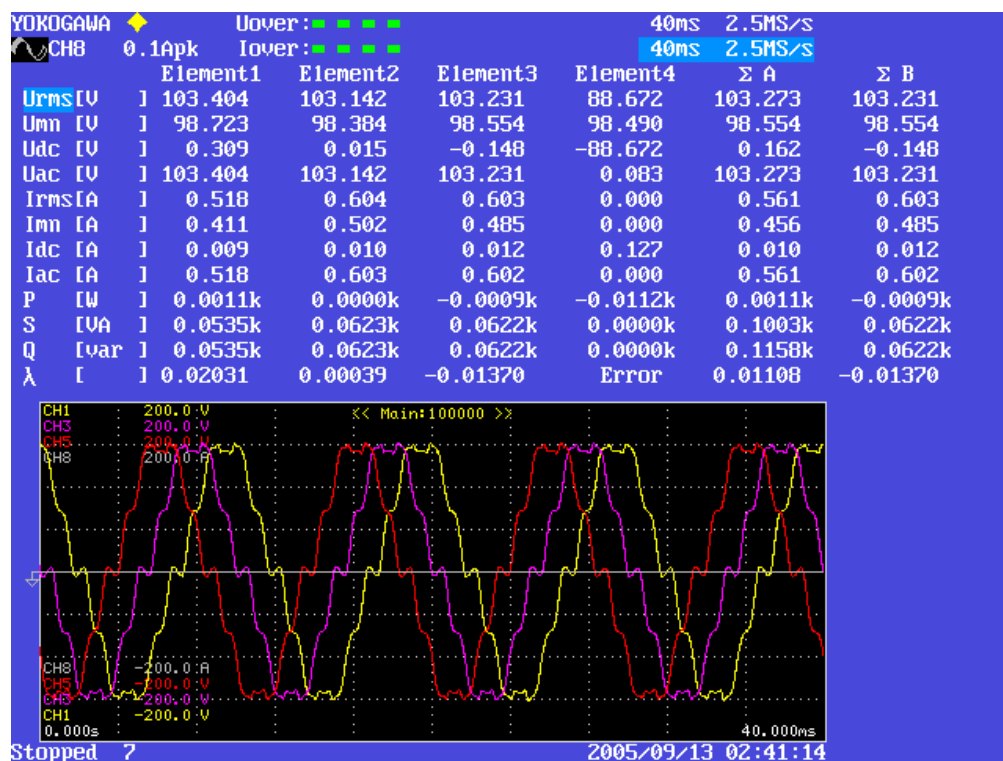 YOKOGAWA Uover: 40ms 2.5MS/s
CH8 0.1Apk Iover: 40ms 2.5MS/s
Element1 Element2 Element3 Element4 Σ A Σ B
Urms[V ] 103.404 103.142 103.231 88.672 103.273 103.231
Umn [V ] 98.723 98.384 98.554 98.490 98.554 98.554
Udc [V ] 0.309 0.015 -0.148 -88.672 0.162 -0.148
Uac [V ] 103.404 103.142 103.231 0.083 103.273 103.231
Irms[A ] 0.518 0.604 0.603 0.000 0.561 0.603
Imn [A ] 0.411 0.502 0.485 0.000 0.456 0.485
Idc [A ] 0.009 0.010 0.012 0.127 0.010 0.012
Iac [A ] 0.518 0.603 0.602 0.000 0.561 0.602
P [W ] 0.0011k 0.0000k -0.0009k -0.0112k 0.0011k -0.0009k
S [VA ] 0.0535k 0.0623k 0.0622k 0.0000k 0.1003k 0.0622k
Q [var ] 0.0535k 0.0623k 0.0622k 0.0000k 0.1158k 0.0622k
λ [ ] 0.02031 0.00039 -0.01370 Error 0.01108 -0.01370
CH1 200.0 V << Main:100000 >>
CH3 200.0 V
CH5 200.0 V
CH8 200.0 A
CH8 -200.0 A
CH5 -200.0 V
CH3 -200.0 V
CH1 -200.0 V
0.000s 40.000ms
Stopped 7 2005/09/13 02:41:14